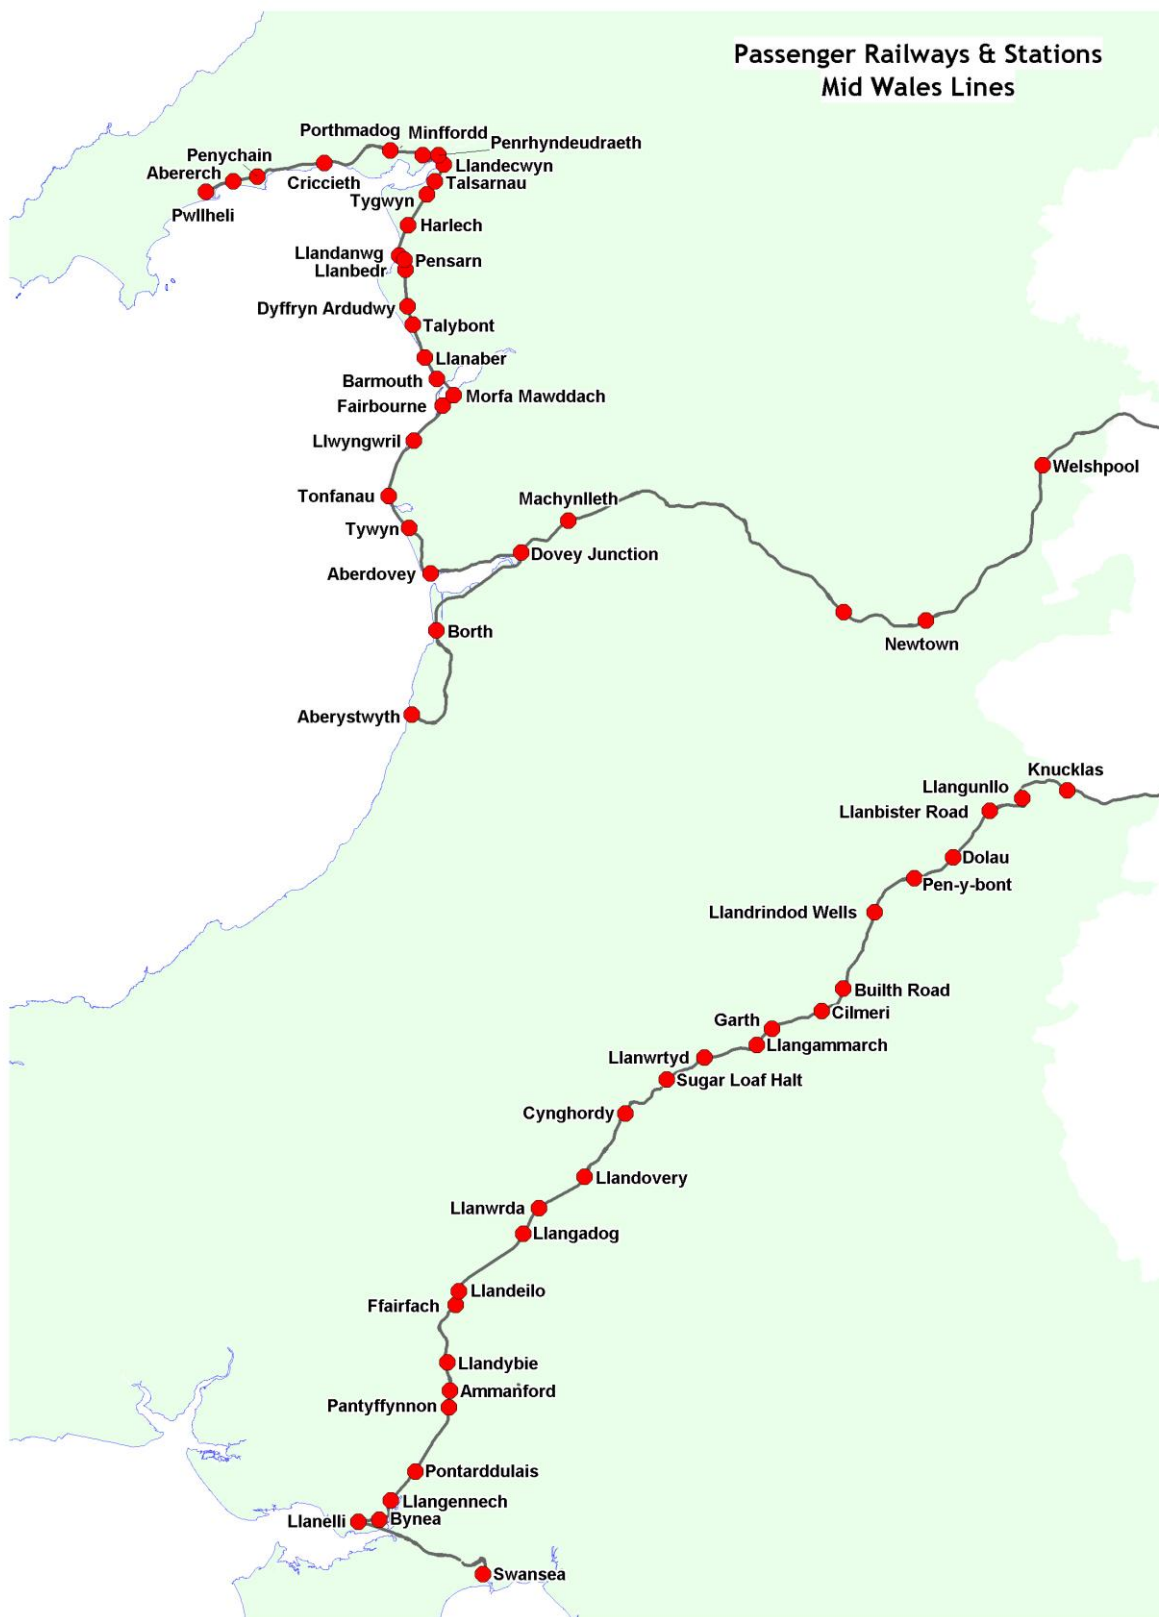 Passenger Railways & Stations
Mid Wales Lines
Porthmadog
Minffordd
Penrhyndeudraeth
Penychain
Llandecwyn
Abererch
Criccieth
Talsarnau
Tygwyn
Pwllheli
Harlech
Llandanwg
Pensarn
Llanbedr
Dyffryn Ardudwy
Talybont
Llanaber
Barmouth
Morfa Mawddach
Fairbourne
Llwyngwril
Welshpool
Tonfanau
Machynlleth
Tywyn
Dovey Junction
Aberdovey
Borth
Newtown
Aberystwyth
Knucklas
Llangunllo
Llanbister Road
Dolau
Pen-y-bont
Llandrindod Wells
Builth Road
Cilmeri
Garth
Llangammarch
Llanwrtyd
Sugar Loaf Halt
Cynghordy
Llandovery
Llanwrda
Llangadog
Llandeilo
Ffairfach
Llandybie
Ammanford
Pantyffynnon
Pontarddulais
Llangennech
Bynea
Llanelli
Swansea